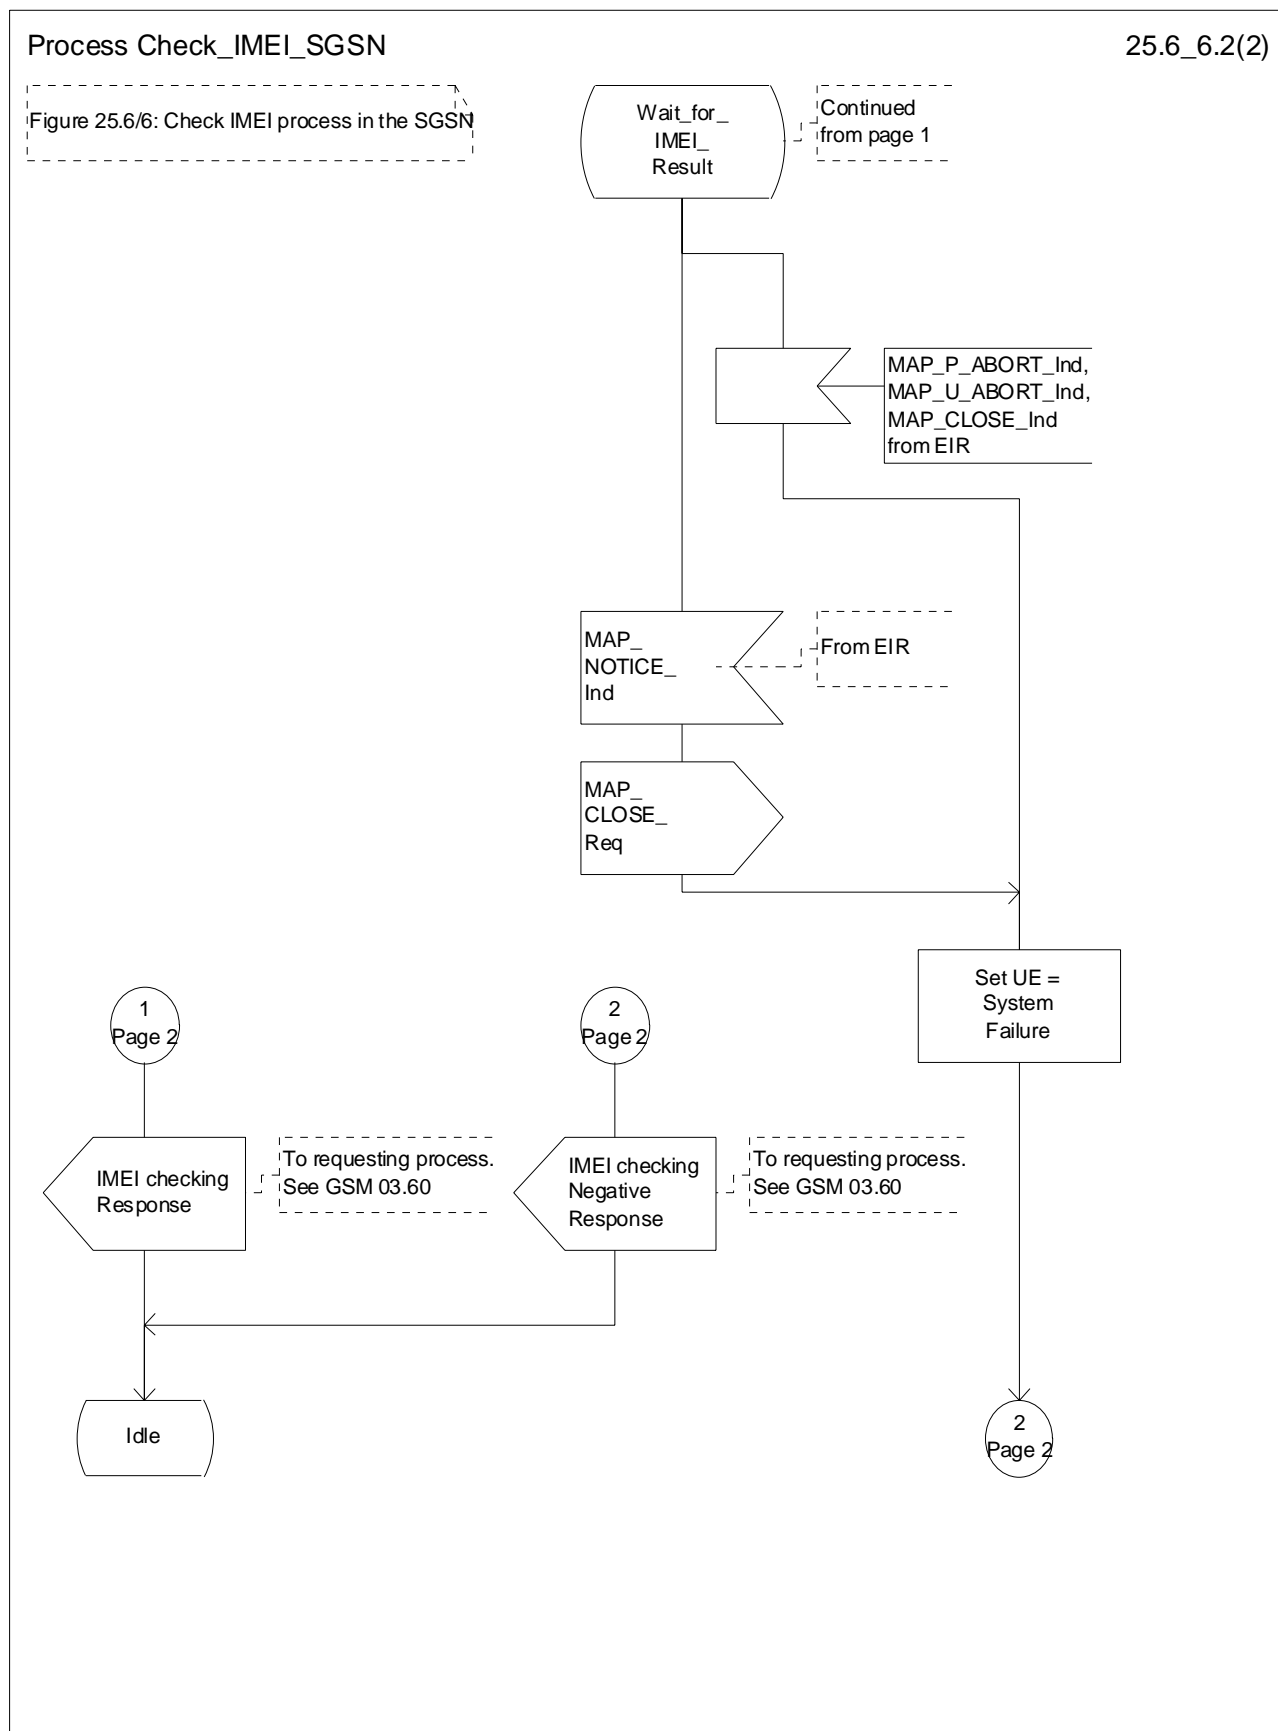 Process Check_IMEI_SGSN
25.6_6.2(2)
Figure 25.6/6: Check IMEI process in the SGSN
Wait_for_
IMEI_
Result
Continued
from page 1
MAP_P_ABORT_Ind,
MAP_U_ABORT_Ind,
MAP_CLOSE_Ind
from EIR
MAP_
NOTICE_
Ind
From EIR
MAP_
CLOSE_
Req
Set UE =
System
Failure
1
Page 2
2
Page 2
IMEI checking
Response
To requesting process.
See GSM 03.60
IMEI checking
Negative
Response
To requesting process.
See GSM 03.60
Idle
2
Page 2